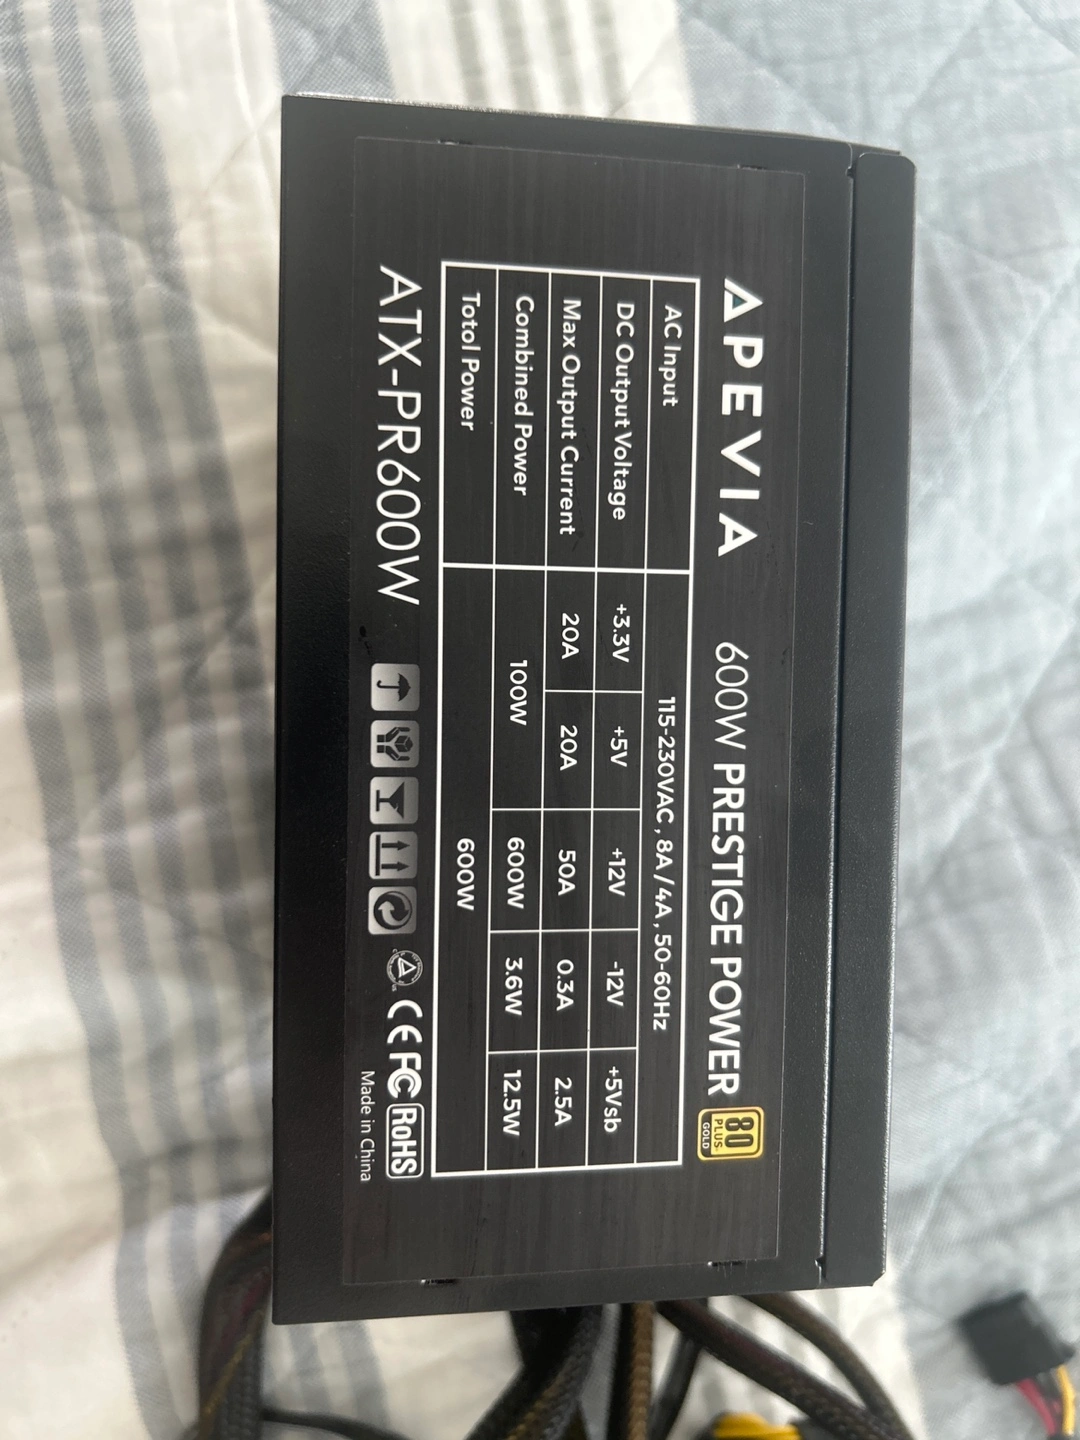 APEVIA 600W PRESTIGE POWER 80 PLUS GOLD
AC Input 115-230VAC, 8A/4A, 50-60Hz
DC Output Voltage +3.3V +5V +12V -12V +5Vsb
Max Output Current 20A 20A 50A 0.3A 2.5A
Combined Power 100W 600W 3.6W 12.5W
Totol Power 600W
ATX-PR600W CE FC RoHS
Made in China